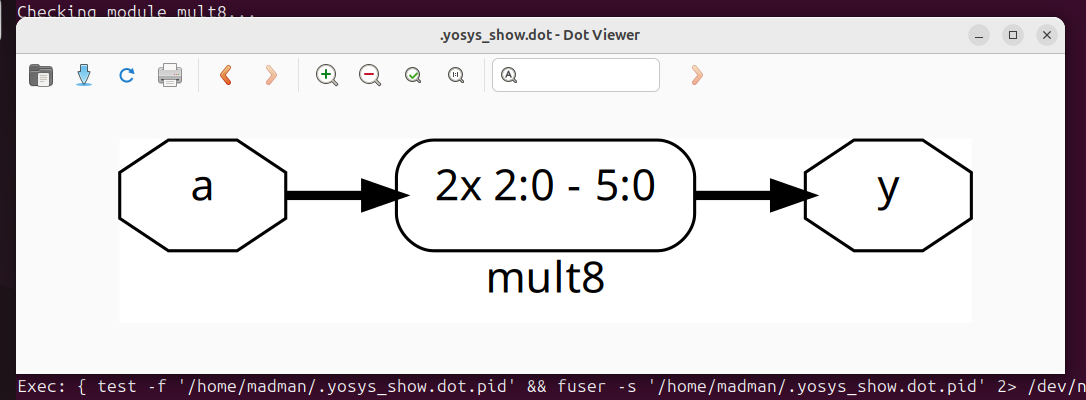 Checking module mult8...
.yosys_show.dot - Dot Viewer
a
2x 2:0 - 5:0
y
mult8
Exec: { test -f '/home/madman/.yosys_show.dot.pid' && fuser -s '/home/madman/.yosys_show.dot.pid' 2> /dev/n